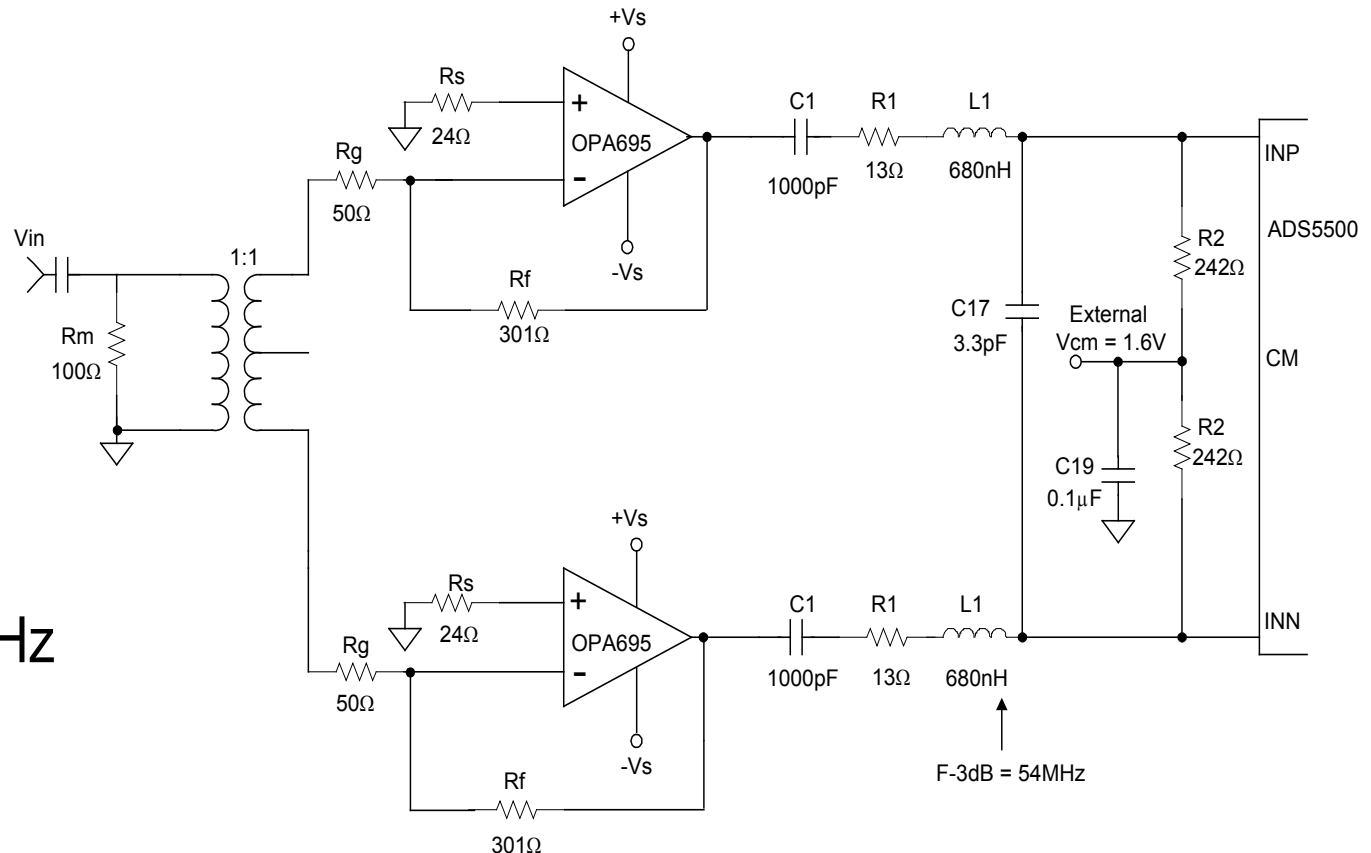 +Vs
Rs
24Ω
+
OPA695
-
-Vs
C1
1000pF
R1
13Ω
L1
680nH
INP
ADS5500
CM
INN
Rg
50Ω
Rf
301Ω
Vin
1:1
Rm
100Ω
C17
3.3pF
External
Vcm = 1.6V
R2
242Ω
R2
242Ω
C19
0.1μF
+Vs
Rs
24Ω
+
OPA695
-
-Vs
C1
1000pF
R1
13Ω
L1
680nH
Rg
50Ω
Rf
301Ω
F-3dB = 54MHz